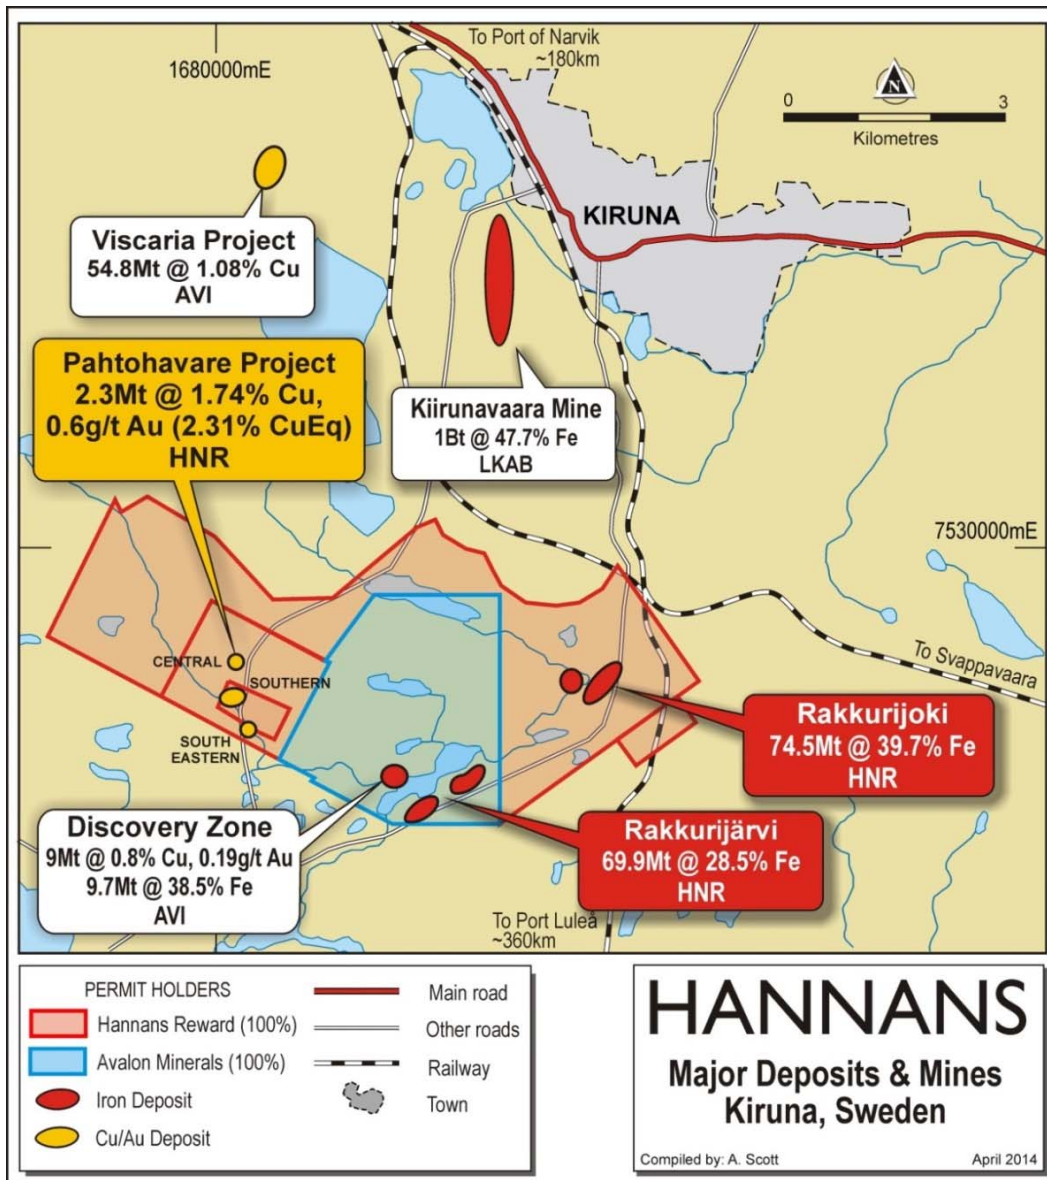 To Port of Narvik
~180km
1680000mE
N
0 3
Kilometres
KIRUNA
Viscaria Project
54.8Mt @ 1.08% Cu
AVI
Pahtohavare Project
2.3Mt @ 1.74% Cu,
0.6g/t Au (2.31% CuEq)
HNR
Kiirunavaara Mine
1Bt @ 47.7% Fe
LKAB
7530000mE
CENTRAL
SOUTHERN
SOUTH
EASTERN
To Svappavaara
Rakkurijoki
74.5Mt @ 39.7% Fe
HNR
Discovery Zone
9Mt @ 0.8% Cu, 0.19g/t Au
9.7Mt @ 38.5% Fe
AVI
Rakkurijärvi
69.9Mt @ 28.5% Fe
HNR
To Port Luleå
~360km
PERMIT HOLDERS
Hannans Reward (100%)
Avalon Minerals (100%)
Iron Deposit
Cu/Au Deposit
Main road
Other roads
Railway
Town
HANNANS
Major Deposits & Mines
Kiruna, Sweden
Compiled by: A. Scott April 2014